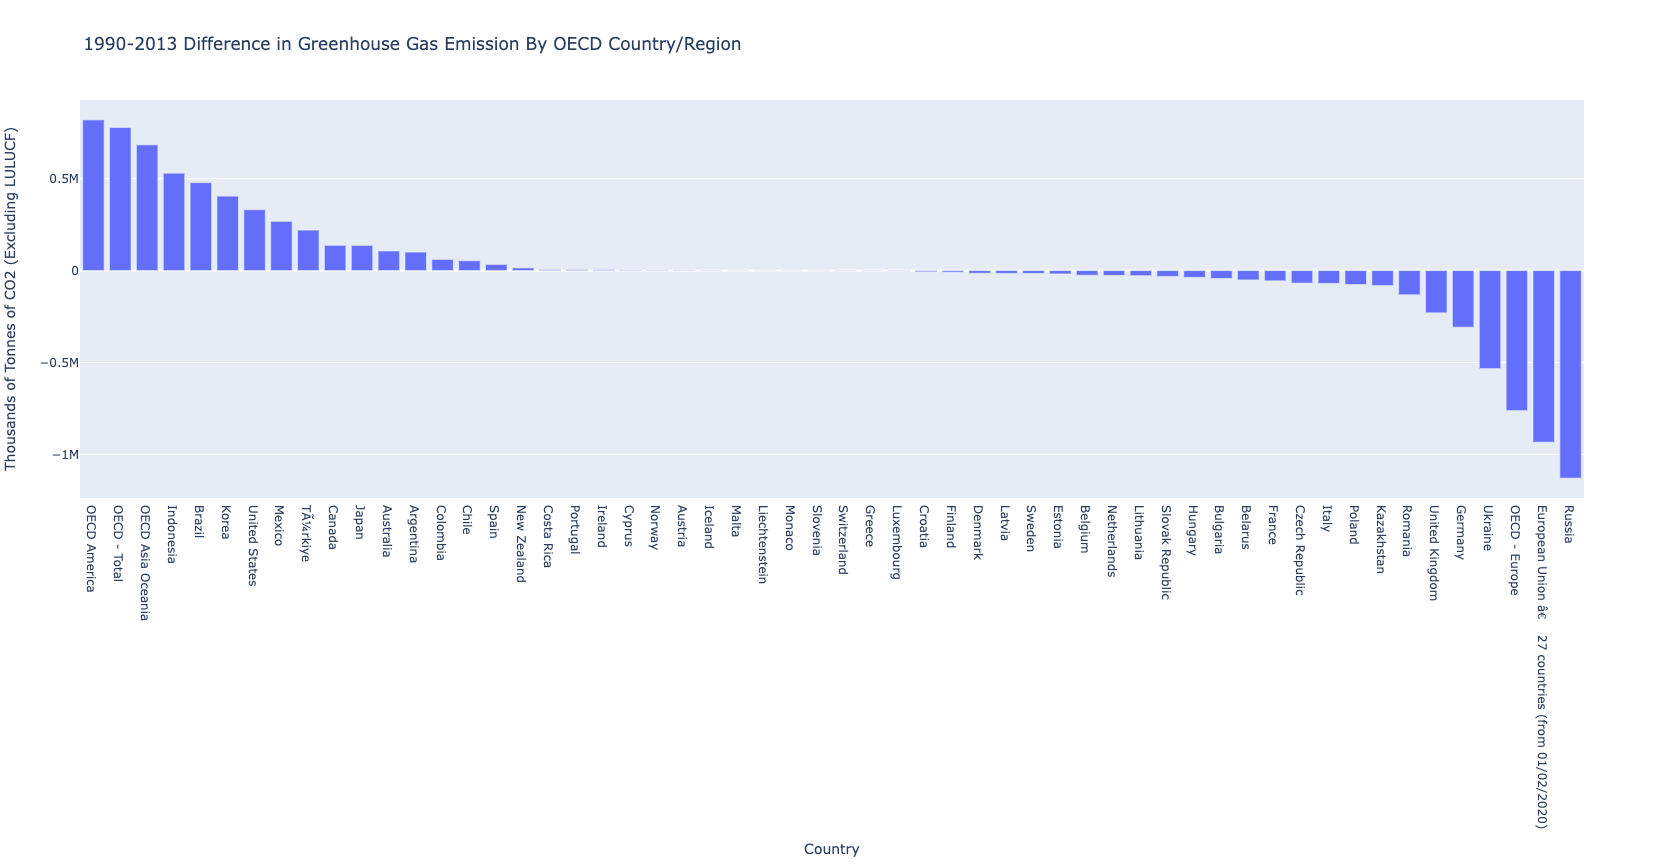 1990-2013 Difference in Greenhouse Gas Emission By OECD Country/Region
Thousands of Tonnes of CO2 (Excluding LULUCF)
0.5M
0
−0.5M
−1M
OECD America
OECD - Total
OECD Asia Oceania
Indonesia
Brazil
Korea
United States
Mexico
TÃ¼rkiye
Canada
Japan
Australia
Argentina
Colombia
Chile
Spain
New Zealand
Costa Rica
Portugal
Ireland
Cyprus
Norway
Austria
Iceland
Malta
Liechtenstein
Monaco
Slovenia
Switzerland
Greece
Luxembourg
Croatia
Finland
Denmark
Latvia
Sweden
Estonia
Belgium
Netherlands
Lithuania
Slovak Republic
Hungary
Bulgaria
Belarus
France
Czech Republic
Italy
Poland
Kazakhstan
Romania
United Kingdom
Germany
Ukraine
OECD - Europe
European Union â€ 27 countries (from 01/02/2020)
Russia
Country